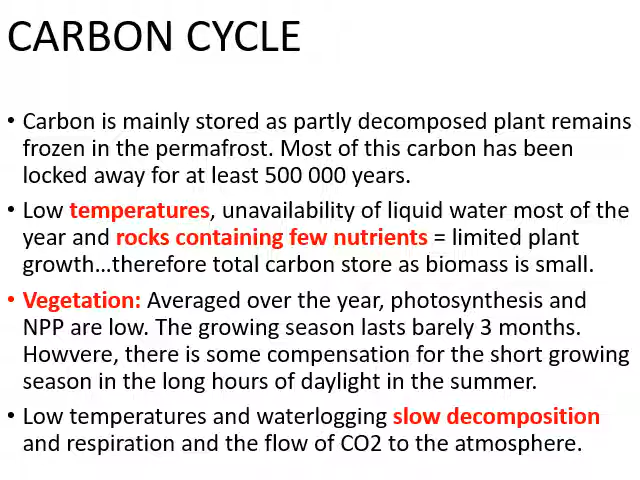 CARBON CYCLE
• Carbon is mainly stored as partly decomposed plant remains
frozen in the permafrost. Most of this carbon has been
locked away for at least 500 000 years.
• Low temperatures, unavailability of liquid water most of the
year and rocks containing few nutrients = limited plant
growth…therefore total carbon store as biomass is small.
• Vegetation: Averaged over the year, photosynthesis and
NPP are low. The growing season lasts barely 3 months.
Howvere, there is some compensation for the short growing
season in the long hours of daylight in the summer.
• Low temperatures and waterlogging slow decomposition
and respiration and the flow of CO2 to the atmosphere.